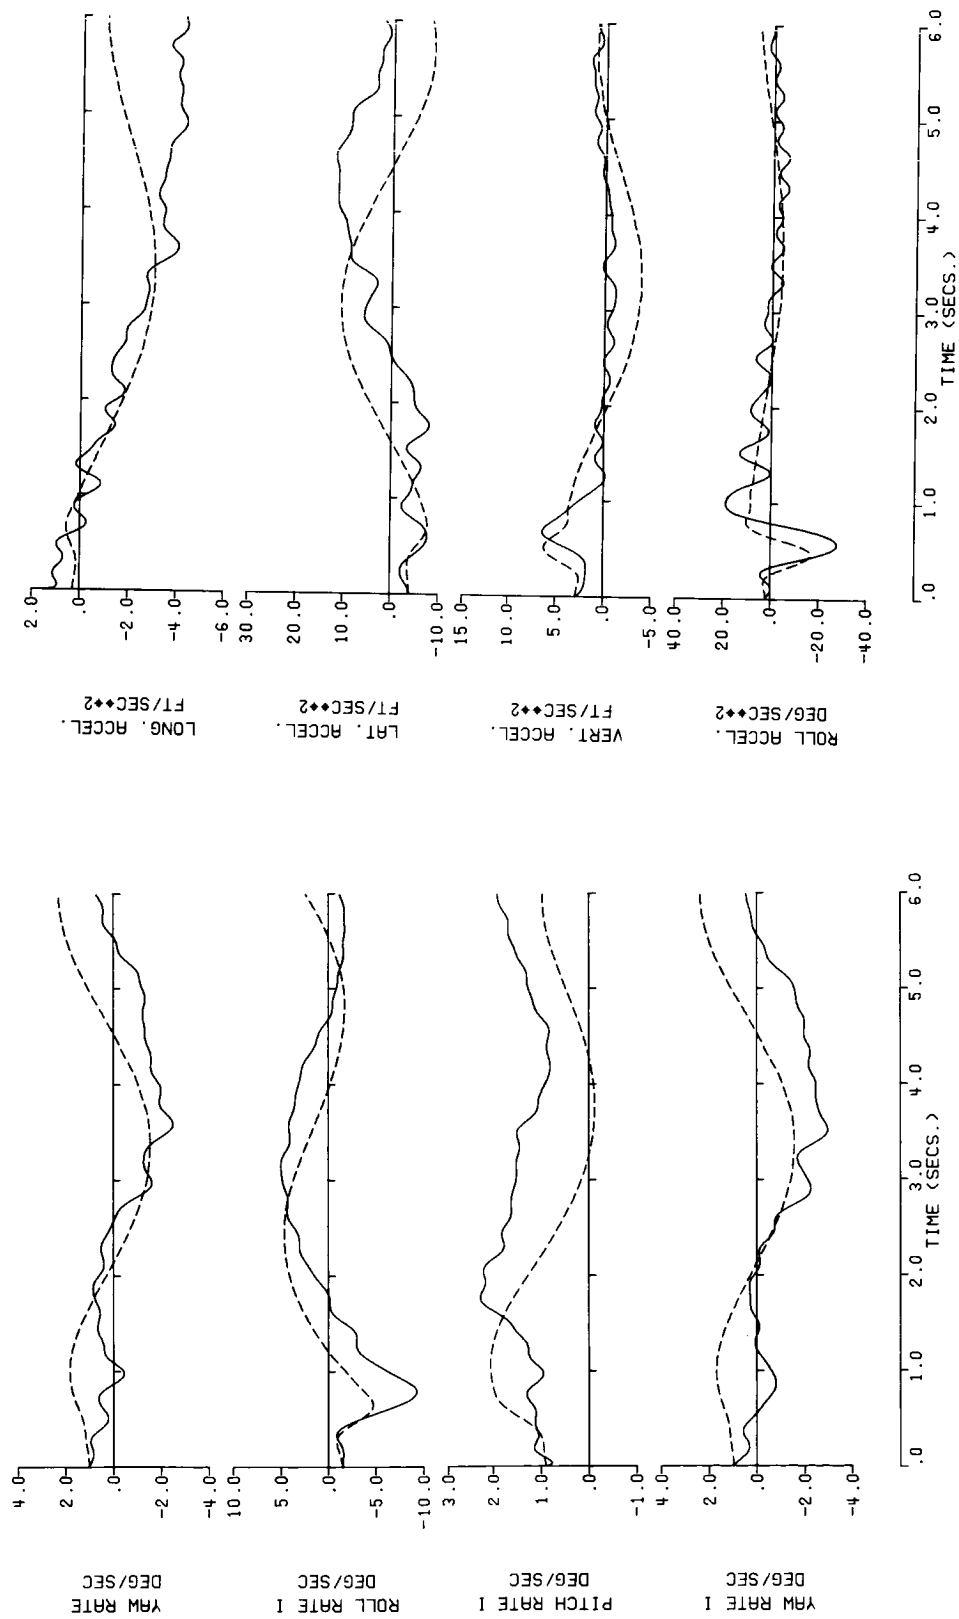 YAW RATE
DEG/SEC
4.0
2.0
.0
-2.0
-4.0
ROLL RATE I
DEG/SEC
10.0
5.0
.0
-5.0
-10.0
PITCH RATE I
DEG/SEC
3.0
2.0
1.0
.0
-1.0
YAW RATE I
DEG/SEC
4.0
2.0
.0
-2.0
-4.0
.0 1.0 2.0 3.0 4.0 5.0 6.0
TIME (SECS.)
LONG. ACCEL.
FT/SEC**2
2.0
.0
-2.0
-4.0
-6.0
LAT. ACCEL.
FT/SEC**2
30.0
10.0
.0
-10.0
VERT. ACCEL.
FT/SEC**2
15.0
5.0
.0
-5.0
ROLL ACCEL.
DEG/SEC**2
40.0
20.0
.0
-20.0
-40.0
.0 1.0 2.0 3.0 4.0 5.0 6.0
TIME (SECS.)